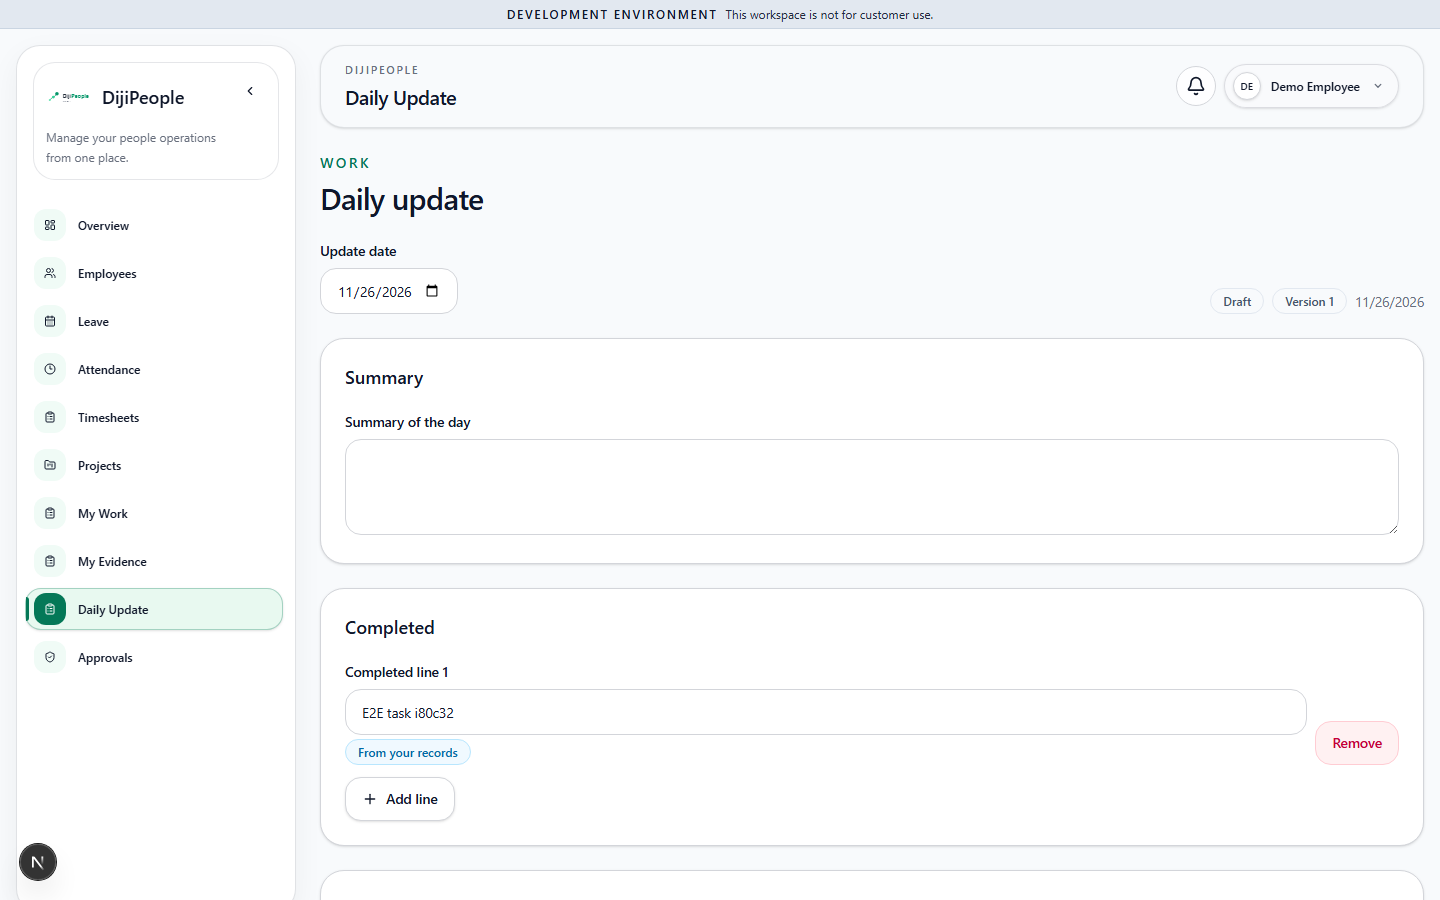 DEVELOPMENT ENVIRONMENT This workspace is not for customer use.
DijiPeople
DijiPeople
Manage your people operations
from one place.
Overview
Employees
Leave
Attendance
Timesheets
Projects
My Work
My Evidence
Daily Update
Approvals
N
DIJIPEOPLE
Daily Update
DE
Demo Employee
WORK
Daily update
Update date
11/26/2026
Draft
Version 1
11/26/2026
Summary
Summary of the day
Completed
Completed line 1
E2E task i80c32
From your records
Remove
+ Add line